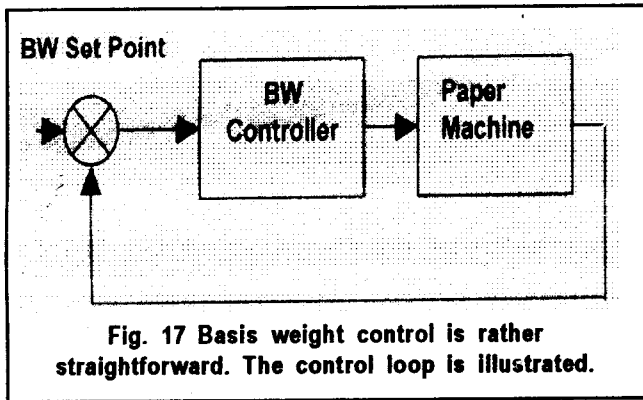 BW Set Point
BW
Controller
Paper
Machine
Fig. 17 Basis weight control is rather
straightforward. The control loop is illustrated.